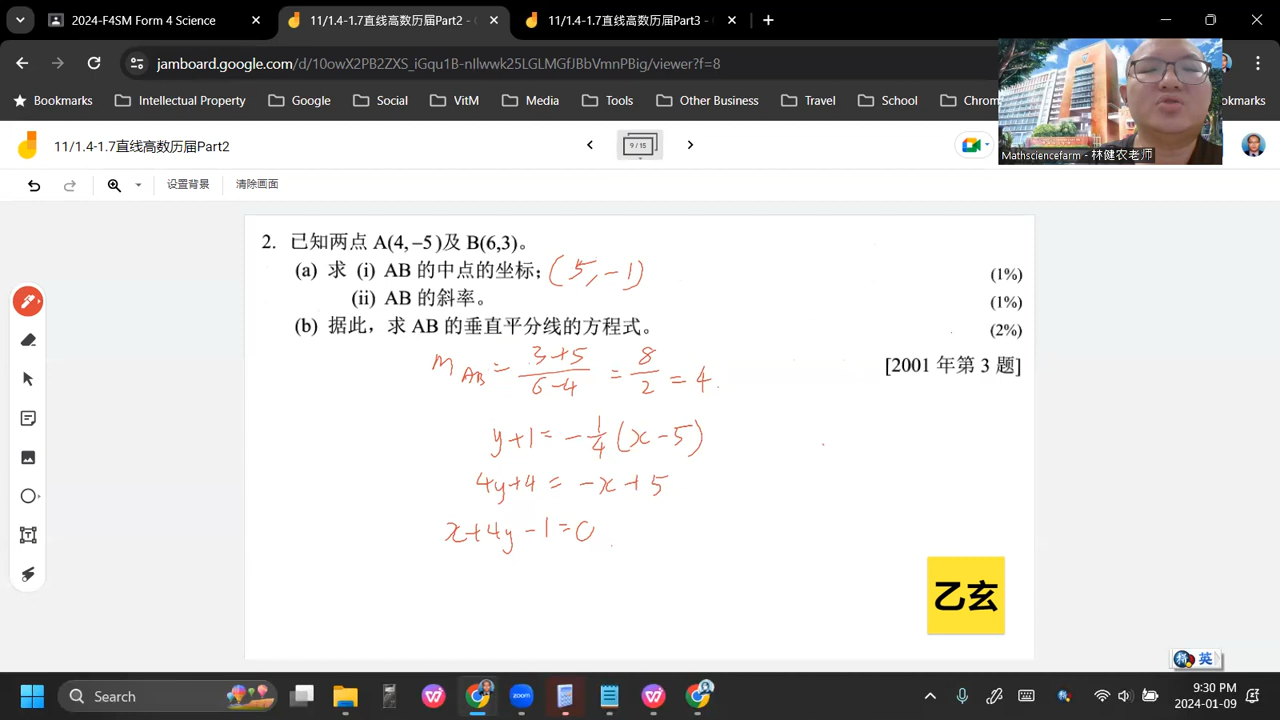 2024-F4SM Form 4 Science
11/1.4-1.7直线高数历届Part2 -
11/1.4-1.7直线高数历届Part3 -
jamboard.google.com/d/10owX2PB2ZXS_iGqu1B-nIlwwk25LGLMGfJBbVmnPBig/viewer?f=8
Bookmarks
Intellectual Property
Google
Social
VitM
Media
Tools
Other Business
Travel
School
Chrom
okmarks
Mathsciencefarm - 林健农老师
11/1.4-1.7直线高数历届Part2
9 / 15
设置背景
清除画面
2. 已知两点 A(4, –5)及 B(6,3)。
(a) 求 (i) AB 的中点的坐标; (5, -1) (1%)
(ii) AB 的斜率。 (1%)
(b) 据此，求 AB 的垂直平分线的方程式。 (2%)
[2001 年第 3 题]
m AB = 3+5 / 6-4 = 8/2 = 4.
y+1 = -1/4 (x-5)
4y+4 = -x+5
x+4y-1=0
乙玄
英
Search
zoom
9:30 PM
2024-01-09